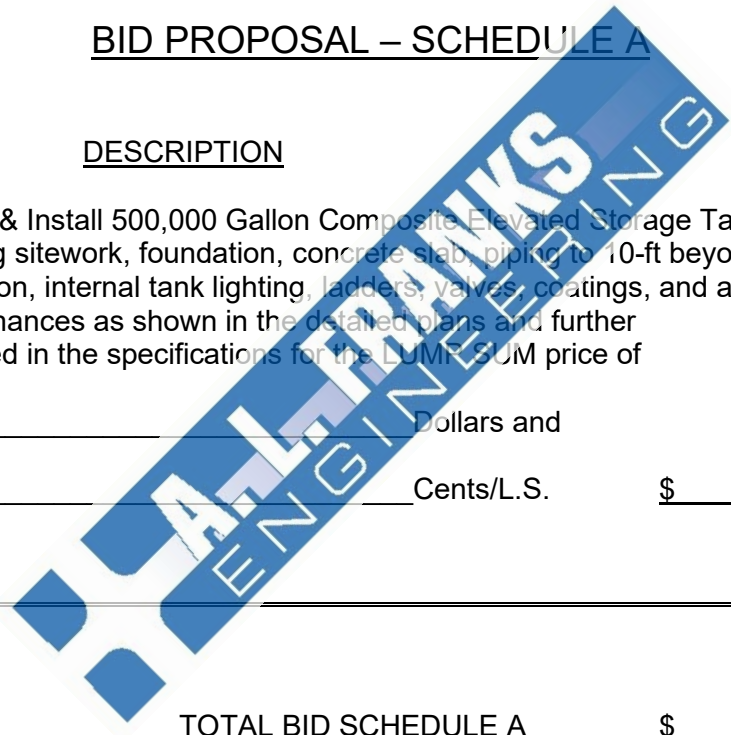 BID PROPOSAL – SCHEDULE A
DESCRIPTION
& Install 500,000 Gallon Composite Elevated Storage Ta
g sitework, foundation, concrete slab, piping to 10-ft beyo
on, internal tank lighting, ladders, valves, coatings, and a
nances as shown in the detailed plans and further
ed in the specifications for the LUMP SUM price of
Dollars and
Cents/L.S. $
A. L. FRANKS
ENGINEERING
TOTAL BID SCHEDULE A $